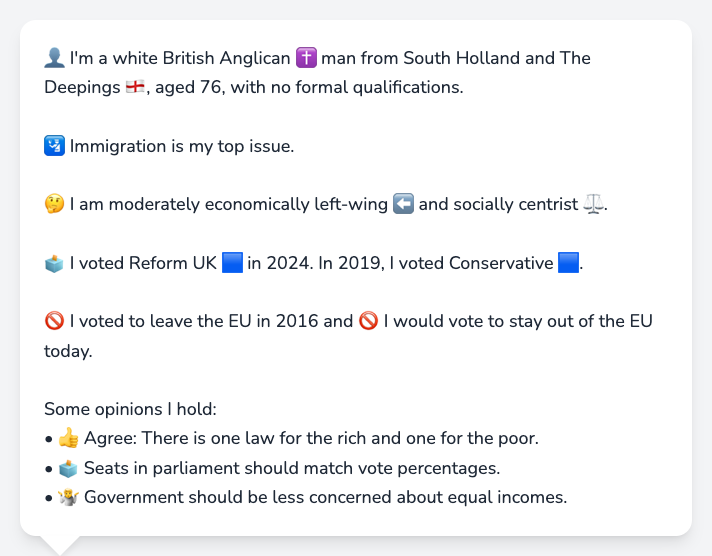 👤 I'm a white British Anglican ✝️ man from South Holland and The
Deepings 🏴󠁧󠁢󠁥󠁮󠁧󠁿, aged 76, with no formal qualifications.
🛂 Immigration is my top issue.
🤔 I am moderately economically left-wing ⬅️ and socially centrist ⚖️.
🗳️ I voted Reform UK 🟦 in 2024. In 2019, I voted Conservative 🟦.
🚫 I voted to leave the EU in 2016 and 🚫 I would vote to stay out of the EU
today.
Some opinions I hold:
• 👍 Agree: There is one law for the rich and one for the poor.
• 🗳️ Seats in parliament should match vote percentages.
• 🤷 Government should be less concerned about equal incomes.